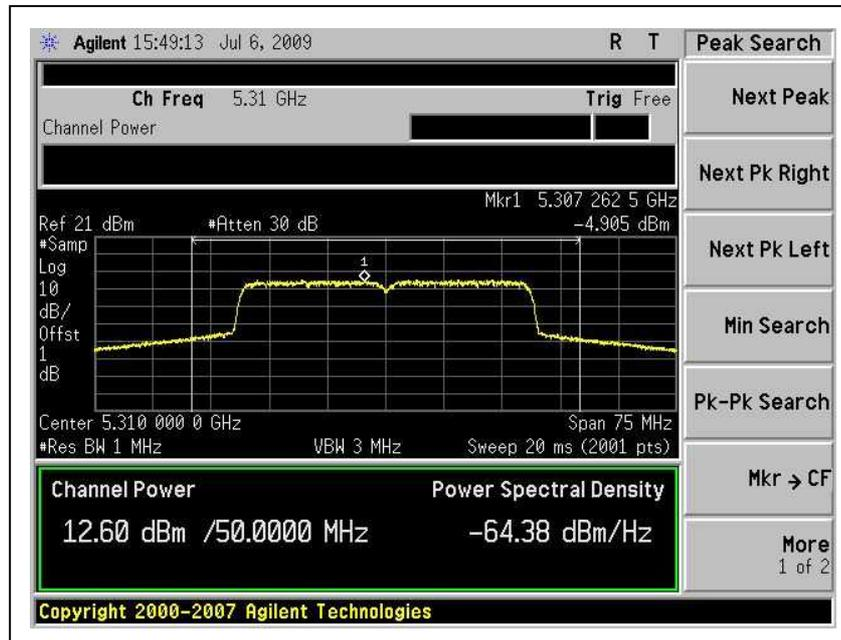 Agilent 15:49:13 Jul 6, 2009 R T
Peak Search
Ch Freq 5.31 GHz Trig Free
Channel Power
Next Peak
Next Pk Right
Mkr1 5.307 262 5 GHz
Ref 21 dBm #Atten 30 dB -4.905 dBm
#Samp
Log
10
dB/
Offst
1
dB
1
Next Pk Left
Min Search
Pk-Pk Search
Center 5.310 000 0 GHz Span 75 MHz
#Res BW 1 MHz VBW 3 MHz Sweep 20 ms (2001 pts)
Channel Power Power Spectral Density
12.60 dBm /50.0000 MHz -64.38 dBm/Hz
Mkr → CF
More
1 of 2
Copyright 2000-2007 Agilent Technologies